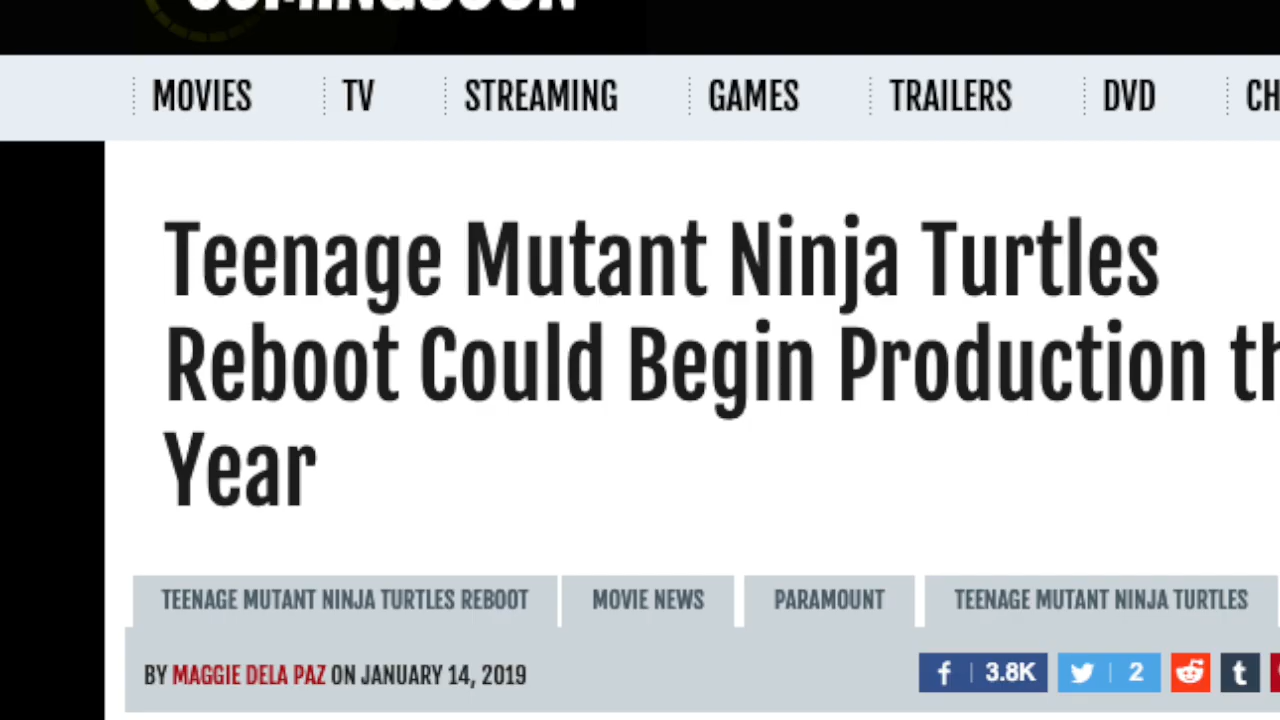 COMINGSOON
MOVIES TV STREAMING GAMES TRAILERS DVD
Teenage Mutant Ninja Turtles
Reboot Could Begin Production
Year
TEENAGE MUTANT NINJA TURTLES REBOOT MOVIE NEWS PARAMOUNT TEENAGE MUTANT NINJA TURTLES
BY MAGGIE DELA PAZ ON JANUARY 14, 2019 f 3.8K 2 t